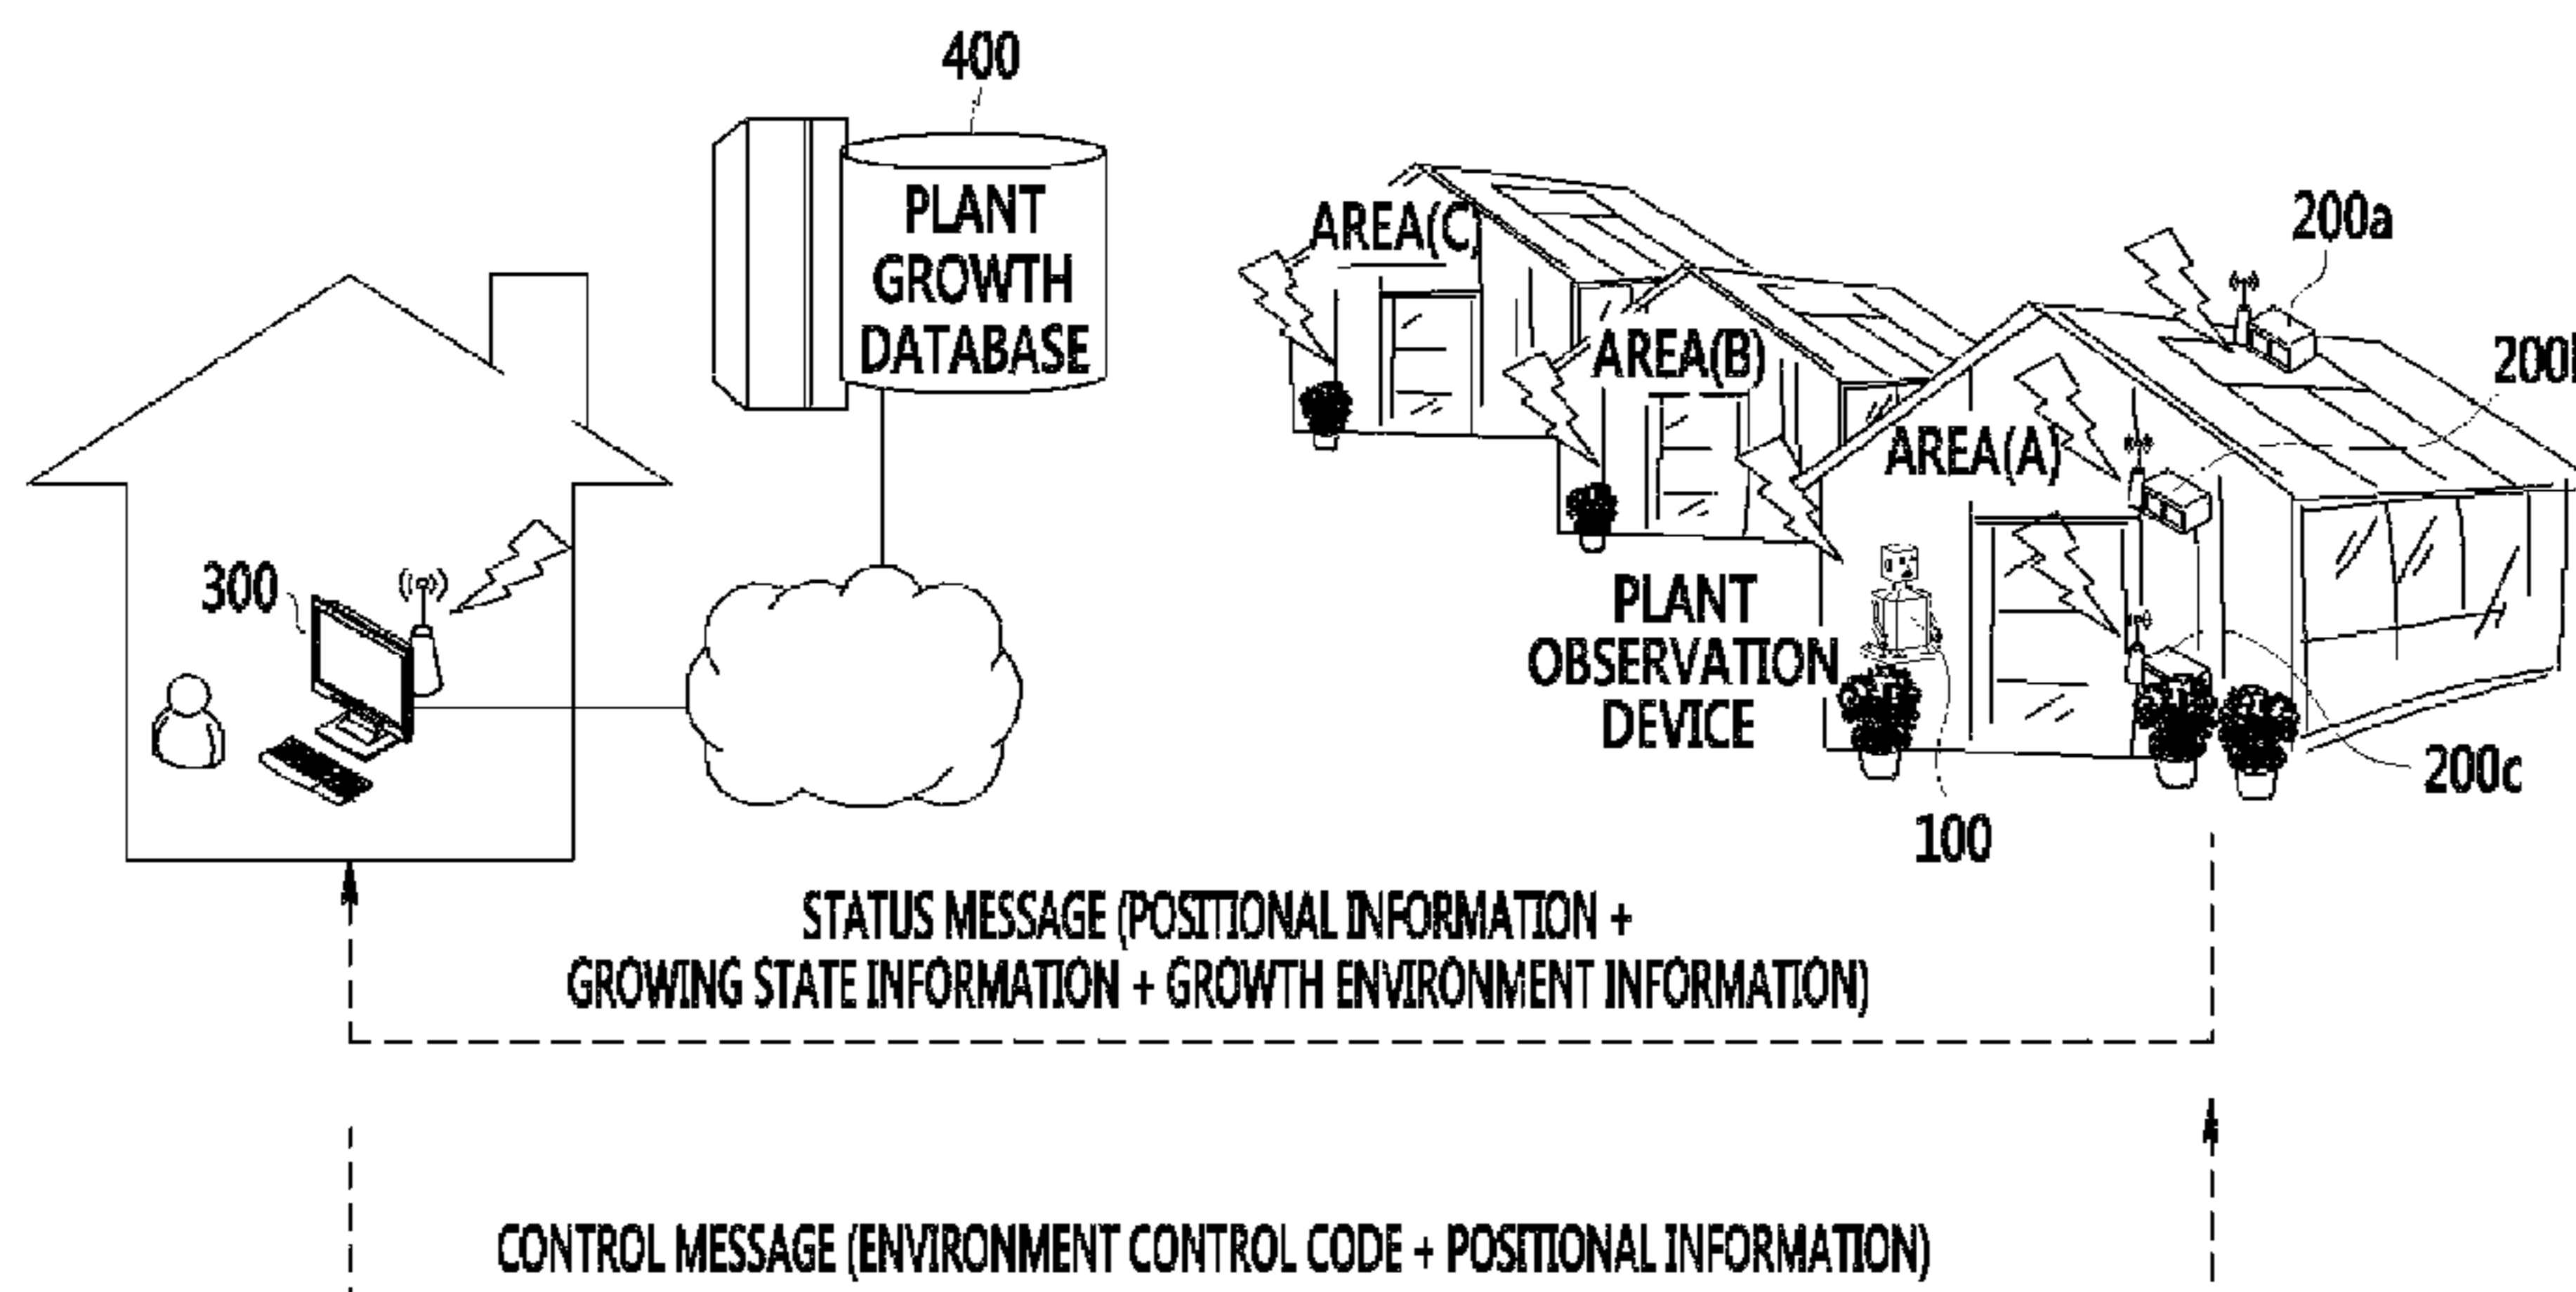 400
PLANT
GROWTH
DATABASE
AREA(C)
200a
AREA(B)
AREA(A)
300
PLANT
OBSERVATION
DEVICE
200c
100
STATUS MESSAGE (POSITIONAL INFORMATION +
GROWING STATE INFORMATION + GROWTH ENVIRONMENT INFORMATION)
CONTROL MESSAGE (ENVIRONMENT CONTROL CODE + POSITIONAL INFORMATION)